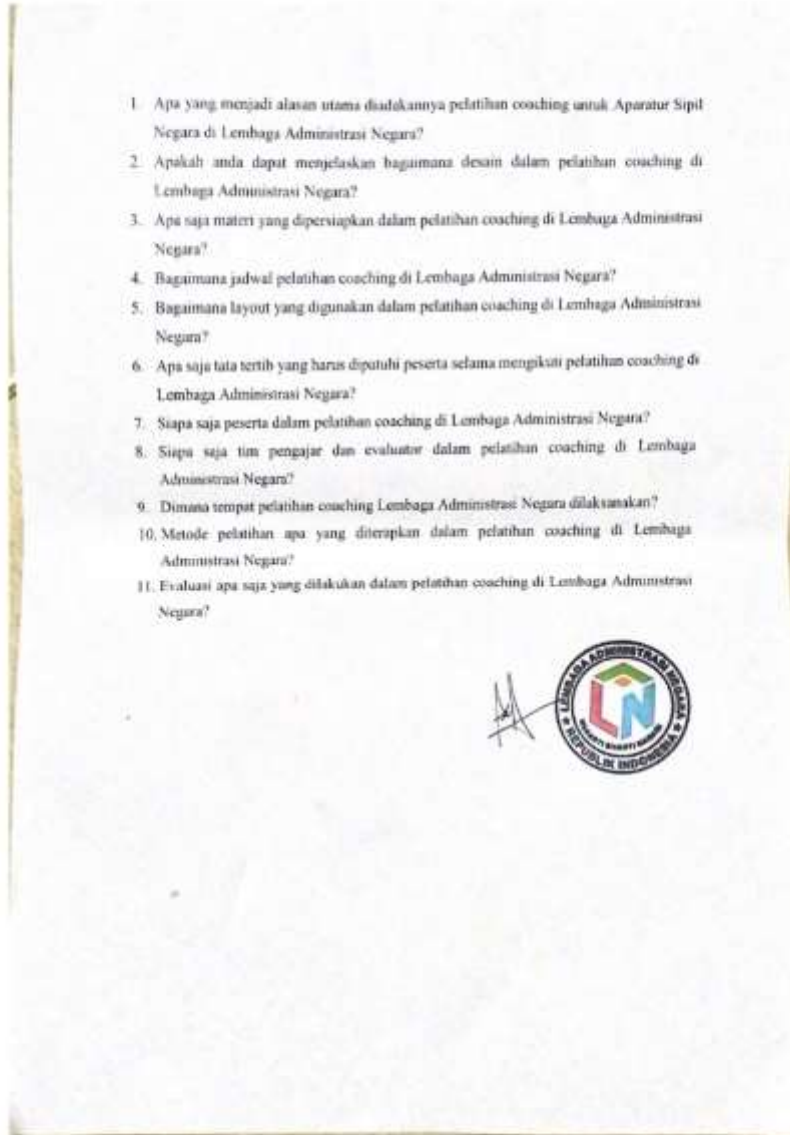 1. Apa yang menjadi alasan utama diadakannya pelatihan coaching untuk Aparatur Sipil
Negara di Lembaga Administrasi Negara?
2. Apakah anda dapat menjelaskan bagaimana desain dalam pelatihan coaching di
Lembaga Administrasi Negara?
3. Apa saja materi yang dipersiapkan dalam pelatihan coaching di Lembaga Administrasi
Negara?
4. Bagaimana jadwal pelatihan coaching di Lembaga Administrasi Negara?
5. Bagaimana layout yang digunakan dalam pelatihan coaching di Lembaga Administrasi
Negara?
6. Apa saja tata tertib yang harus dipatuhi peserta selama mengikuti pelatihan coaching di
Lembaga Administrasi Negara?
7. Siapa saja peserta dalam pelatihan coaching di Lembaga Administrasi Negara?
8. Siapa saja tim pengajar dan evaluator dalam pelatihan coaching di Lembaga
Administrasi Negara?
9. Dimana tempat pelatihan coaching Lembaga Administrasi Negara dilaksanakan?
10. Metode pelatihan apa yang diterapkan dalam pelatihan coaching di Lembaga
Administrasi Negara?
11. Evaluasi apa saja yang dilakukan dalam pelatihan coaching di Lembaga Administrasi
Negara?
LEMBAGA ADMINISTRASI NEGARA
LN
REPUBLIK INDONESIA